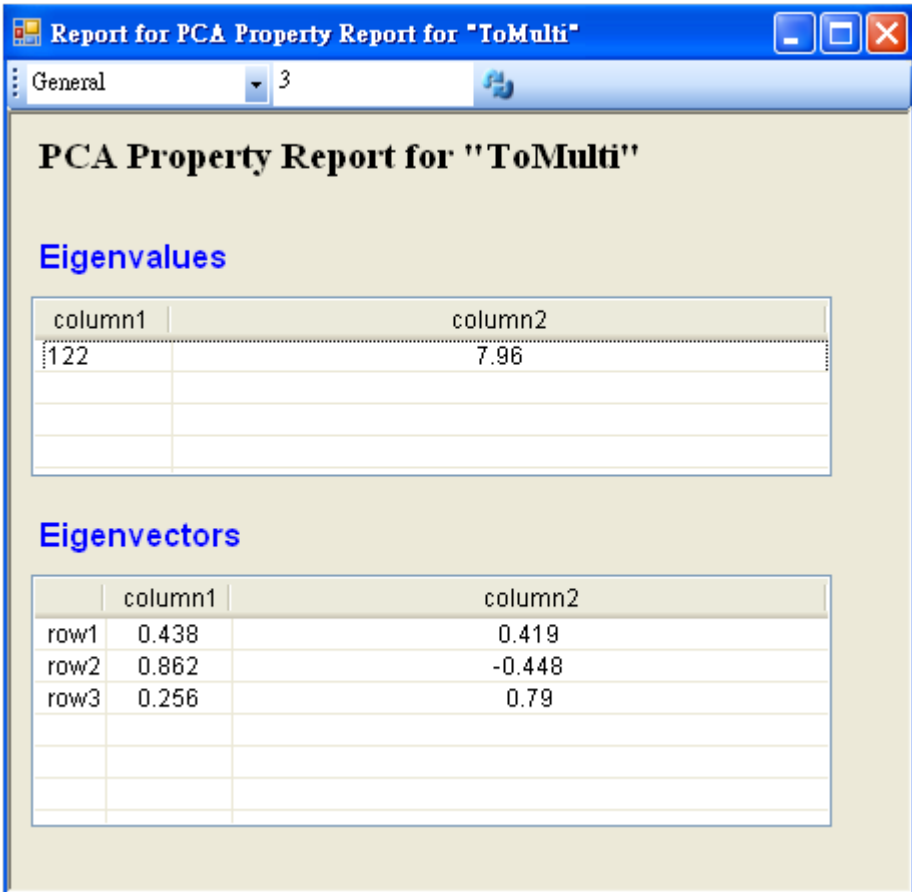 Report for PCA Property Report for "ToMulti"
General 3
PCA Property Report for "ToMulti"
Eigenvalues
column1 column2
122 7.96
Eigenvectors
column1 column2
row1 0.438 0.419
row2 0.862 -0.448
row3 0.256 0.79